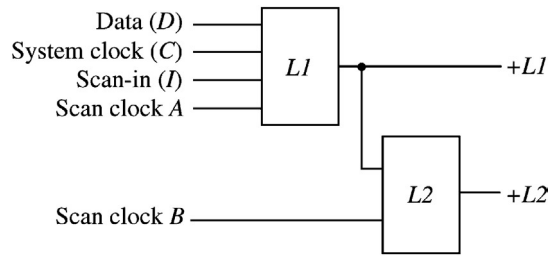 Data (D)
System clock (C)
Scan-in (I)
Scan clock A
L1
+L1
L2
+L2
Scan clock B